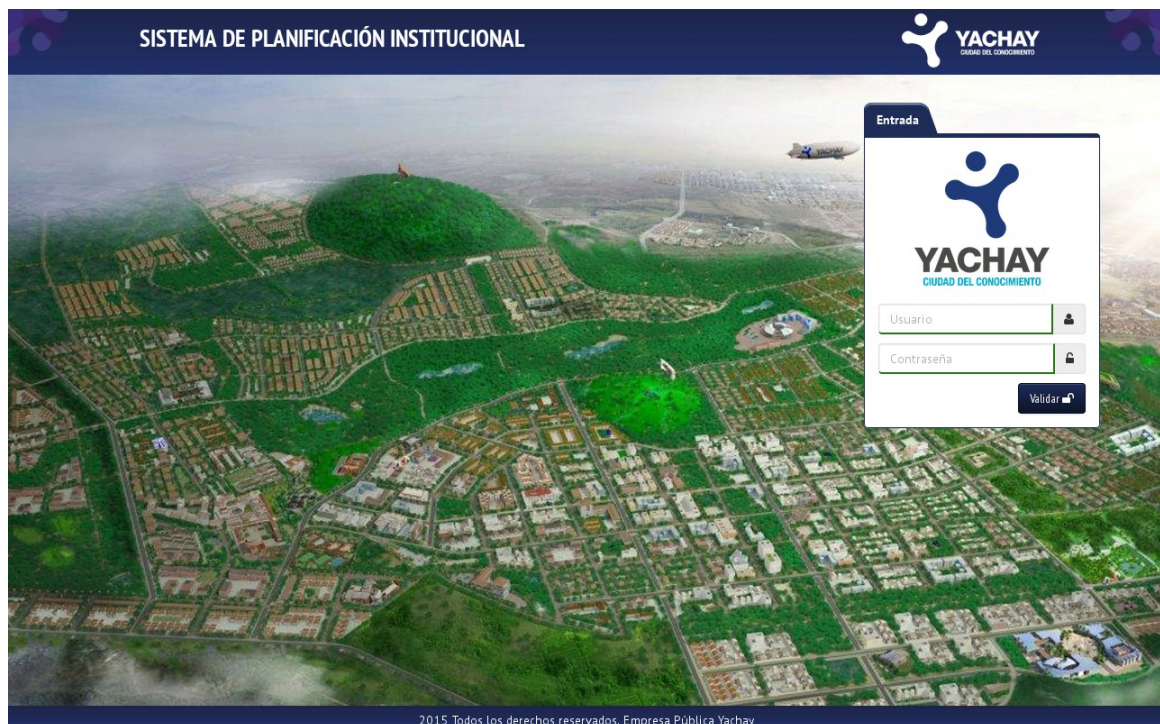 SISTEMA DE PLANIFICACIÓN INSTITUCIONAL
YACHAY
CIUDAD DEL CONOCIMIENTO
Entrada
YACHAY
YACHAY
CIUDAD DEL CONOCIMIENTO
Usuario
Contraseña
Validar
2015 Todos los derechos reservados. Empresa Pública Yachay